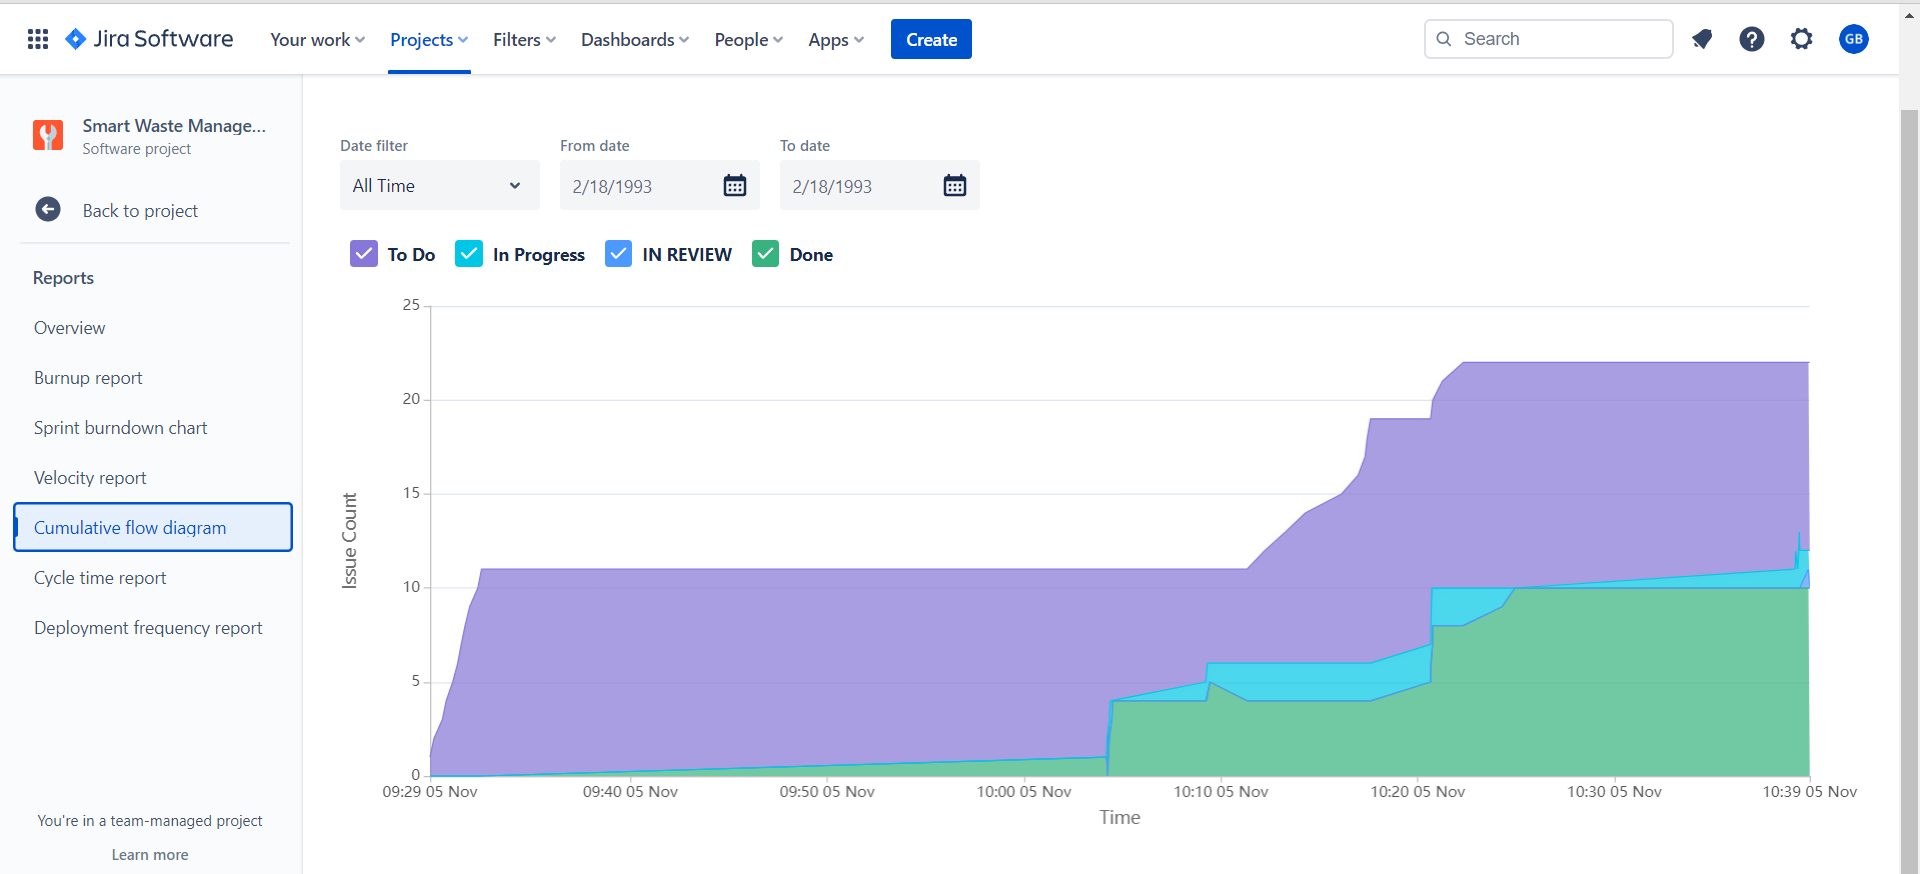 Jira Software Your work Projects Filters Dashboards People Apps Create Search GB
Smart Waste Manage...
Software project
Back to project
Reports
Overview
Burnup report
Sprint burndown chart
Velocity report
Cumulative flow diagram
Cycle time report
Deployment frequency report
You're in a team-managed project
Learn more
Date filter From date To date
All Time 2/18/1993 2/18/1993
To Do In Progress IN REVIEW Done
25
20
15
10
5
0
Issue Count
09:29 05 Nov 09:40 05 Nov 09:50 05 Nov 10:00 05 Nov 10:10 05 Nov 10:20 05 Nov 10:30 05 Nov 10:39 05 Nov
Time